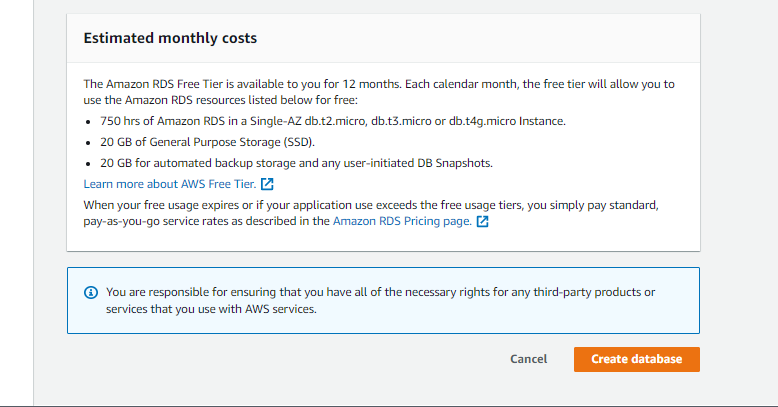 Estimated monthly costs
The Amazon RDS Free Tier is available to you for 12 months. Each calendar month, the free tier will allow you to
use the Amazon RDS resources listed below for free:
• 750 hrs of Amazon RDS in a Single-AZ db.t2.micro, db.t3.micro or db.t4g.micro Instance.
• 20 GB of General Purpose Storage (SSD).
• 20 GB for automated backup storage and any user-initiated DB Snapshots.
Learn more about AWS Free Tier.
When your free usage expires or if your application use exceeds the free usage tiers, you simply pay standard,
pay-as-you-go service rates as described in the Amazon RDS Pricing page.
You are responsible for ensuring that you have all of the necessary rights for any third-party products or
services that you use with AWS services.
Cancel Create database